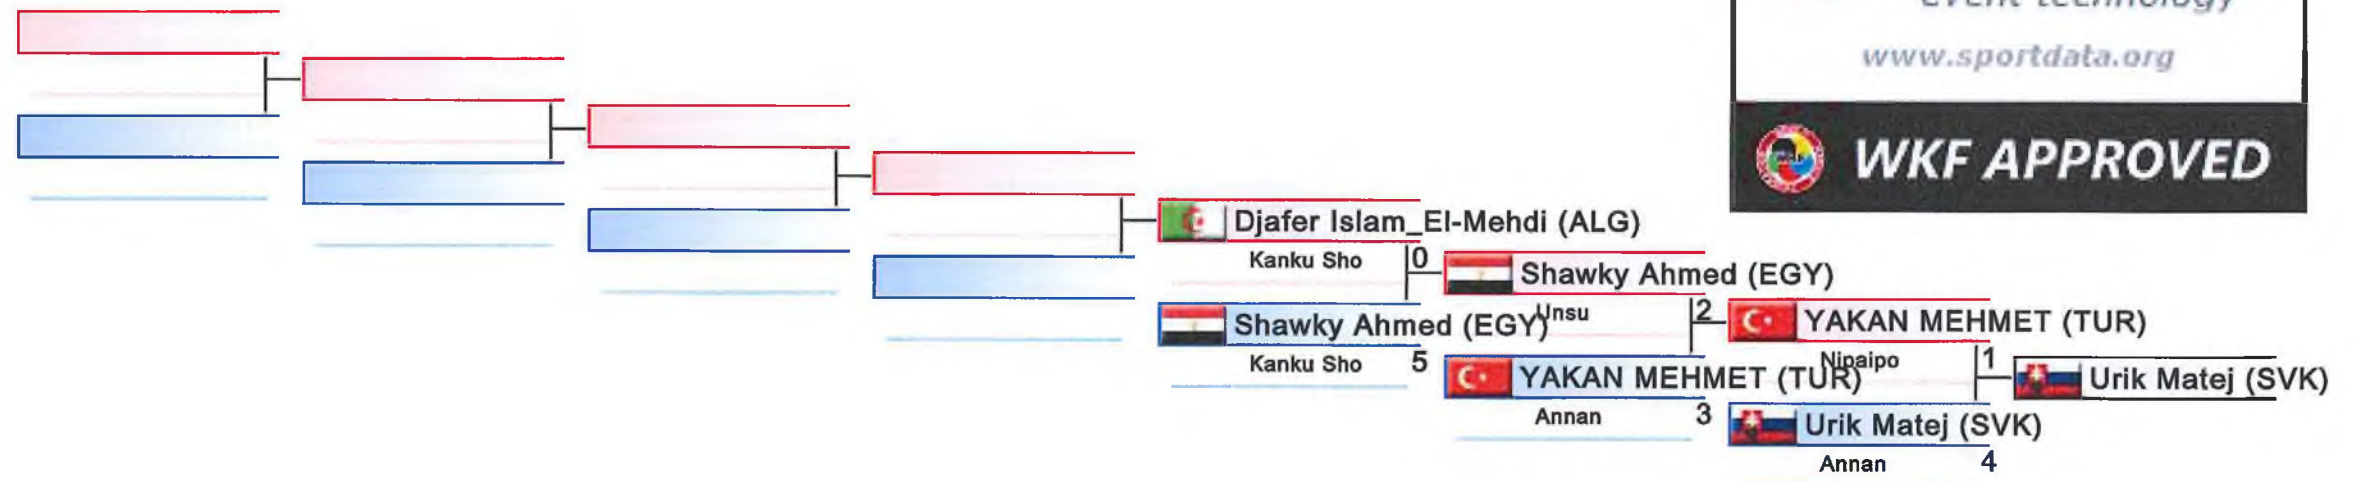 event technology
www.sportdata.org
WKF APPROVED
Djafer Islam_El-Mehdi (ALG)
Kanku Sho 0
Shawky Ahmed (EGY)
Kanku Sho 5
Shawky Ahmed (EGY)
Unsu 2
YAKAN MEHMET (TUR)
Annan 3
YAKAN MEHMET (TUR)
Nipaipo 1
Urik Matej (SVK)
Annan 4
Urik Matej (SVK)